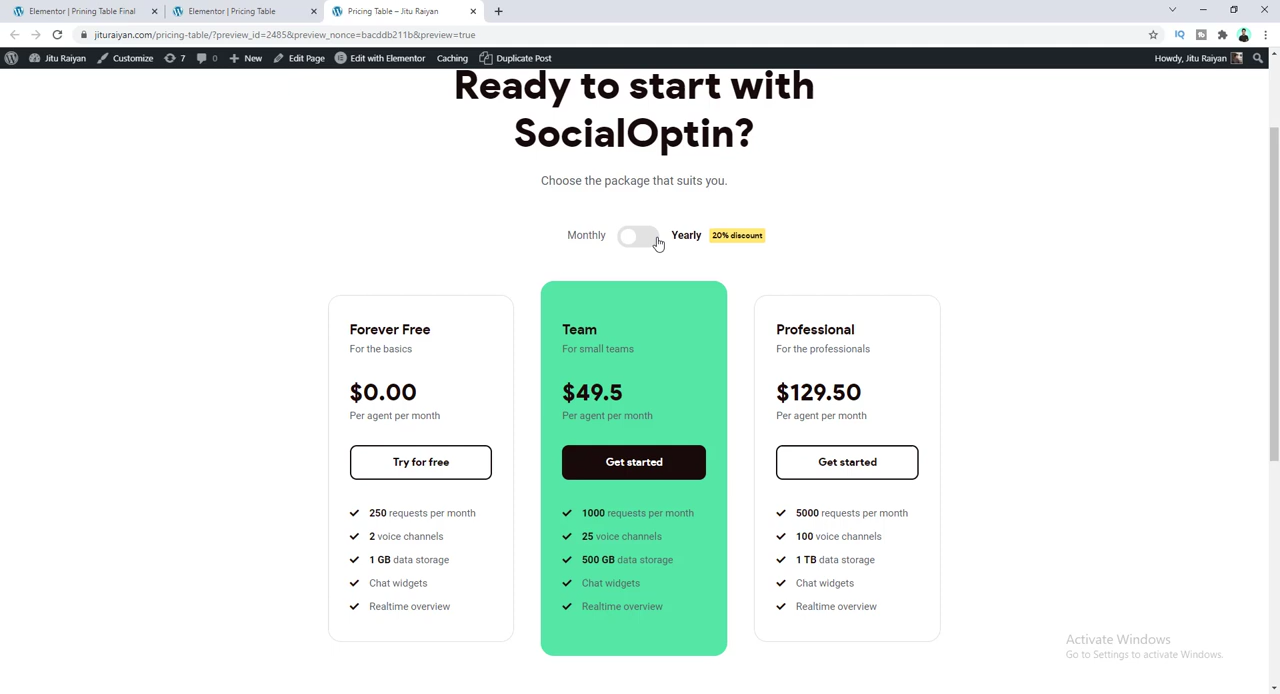 Elementor | Prining Table Final
Elementor | Pricing Table
Pricing Table – Jitu Raiyan
jituraiyan.com/pricing-table/?preview_id=2485&preview_nonce=bacddb211b&preview=true
IQ
Jitu Raiyan
Customize
7
0
New
Edit Page
Edit with Elementor
Caching
Duplicate Post
Howdy, Jitu Raiyan
Ready to start with
SocialOptin?
Choose the package that suits you.
Monthly
Yearly
20% discount
Forever Free
For the basics
$0.00
Per agent per month
Try for free
250 requests per month
2 voice channels
1 GB data storage
Chat widgets
Realtime overview
Team
For small teams
$49.5
Per agent per month
Get started
1000 requests per month
25 voice channels
500 GB data storage
Chat widgets
Realtime overview
Professional
For the professionals
$129.50
Per agent per month
Get started
5000 requests per month
100 voice channels
1 TB data storage
Chat widgets
Realtime overview
Activate Windows
Go to Settings to activate Windows.